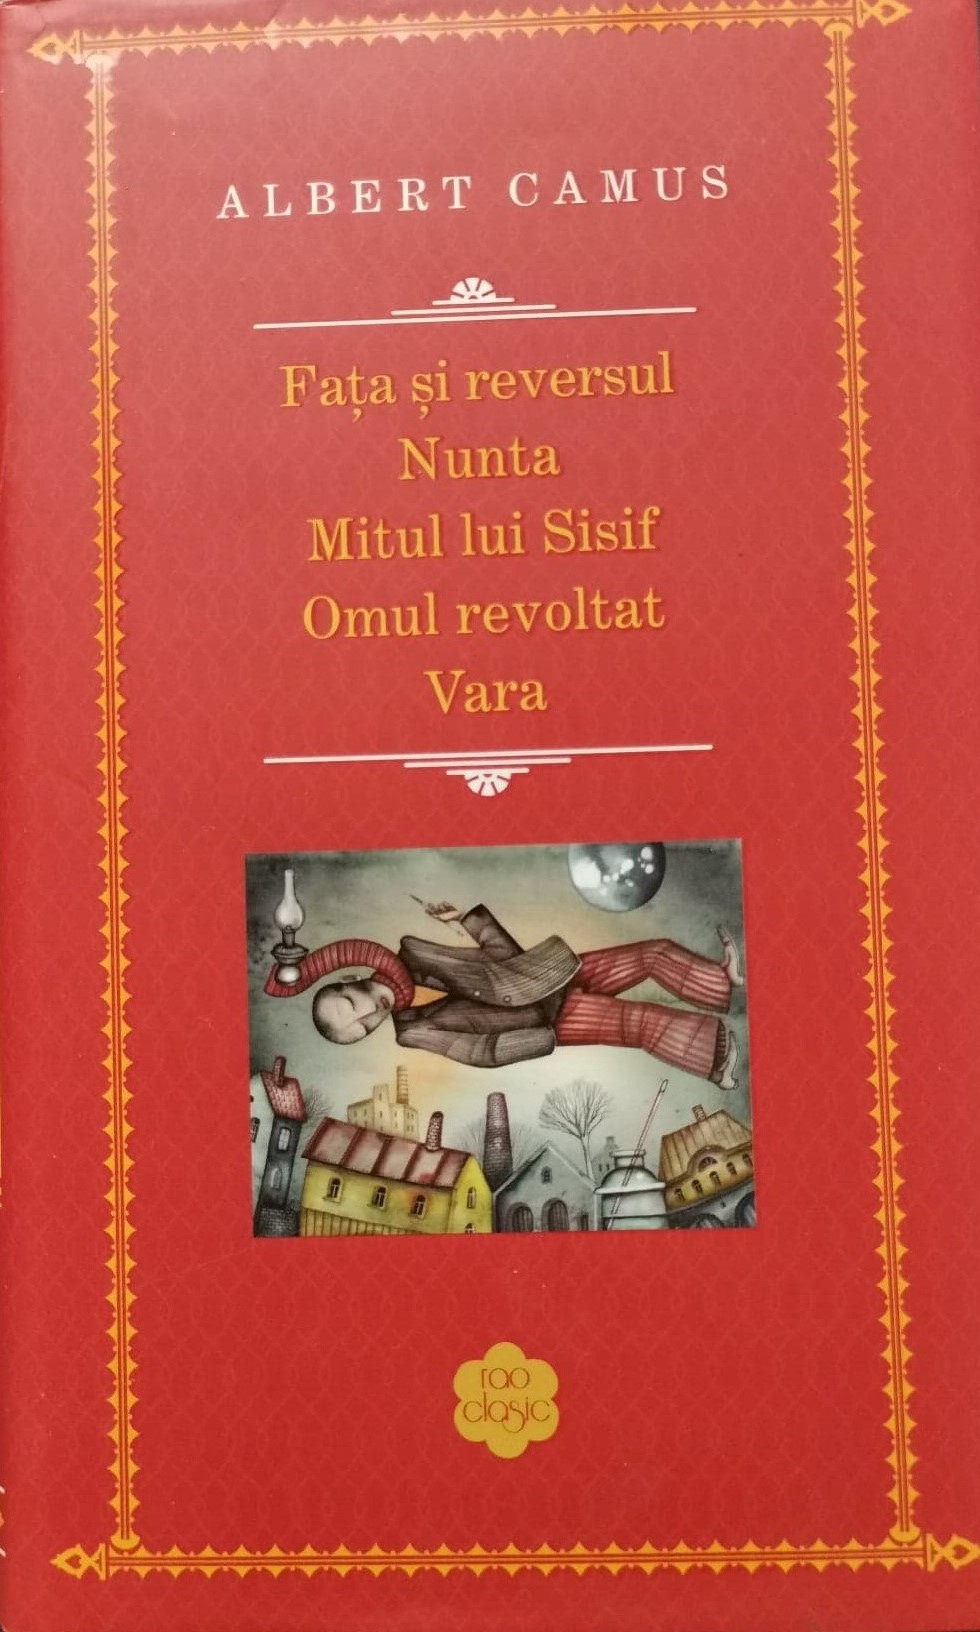 ALBERT CAMUS
Fața și reversul
Nunta
Mitul lui Sisif
Omul revoltat
Vara
rao
clasic